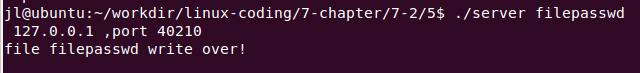 jl@ubuntu:~/workdir/linux-coding/7-chapter/7-2/5$ ./server filepasswd
127.0.0.1 ,port 40210
file filepasswd write over!